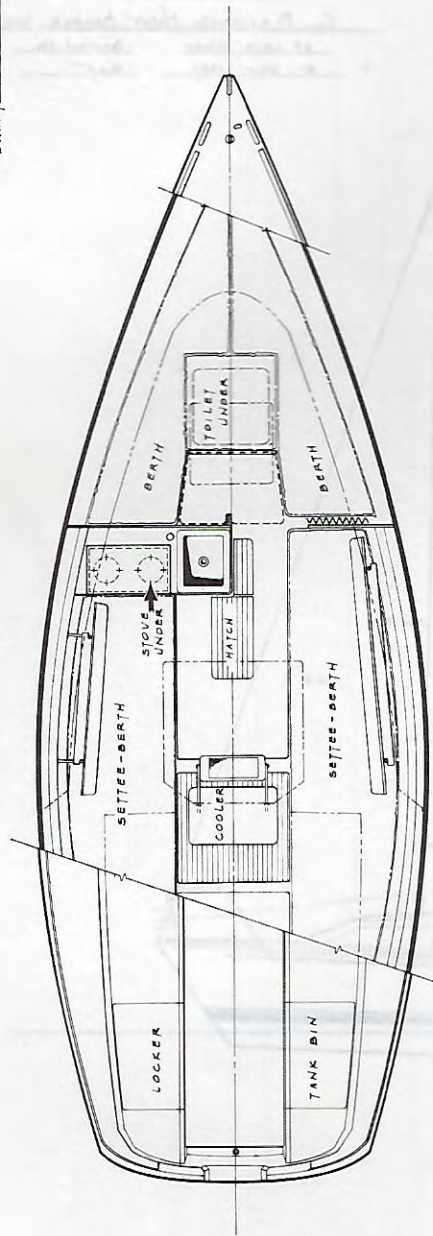 TOILET
UNDER
BERTH
BERTH
STOVE
UNDER
HATCH
SETTEE-BERTH
SETTEE-BERTH
COOLER
LOCKER
TANK BIN